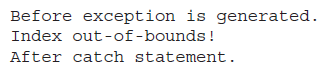 Before exception is generated.
Index out-of-bounds!
After catch statement.